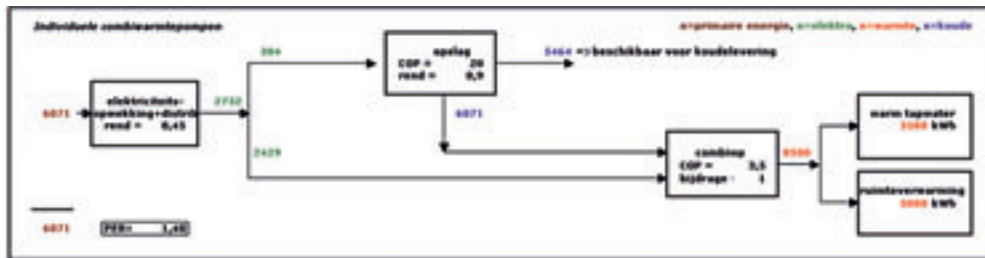 Individuele combiwarmtepompen
n=primaire energie, n=elektra, n=warmte, n=koude
304
opslag
COP = 20
rend = 0,9
5464 => beschikbaar voor koudelevering
6071
elektriciteits-
opwekking+distrib
rend = 0,45
2732
6071
2429
combiwp
COP = 3,5
bijdrage : 1
8500
warm tapwater
3500 kWh
ruimteverwarming
5000 kWh
6071
PER= 1,40